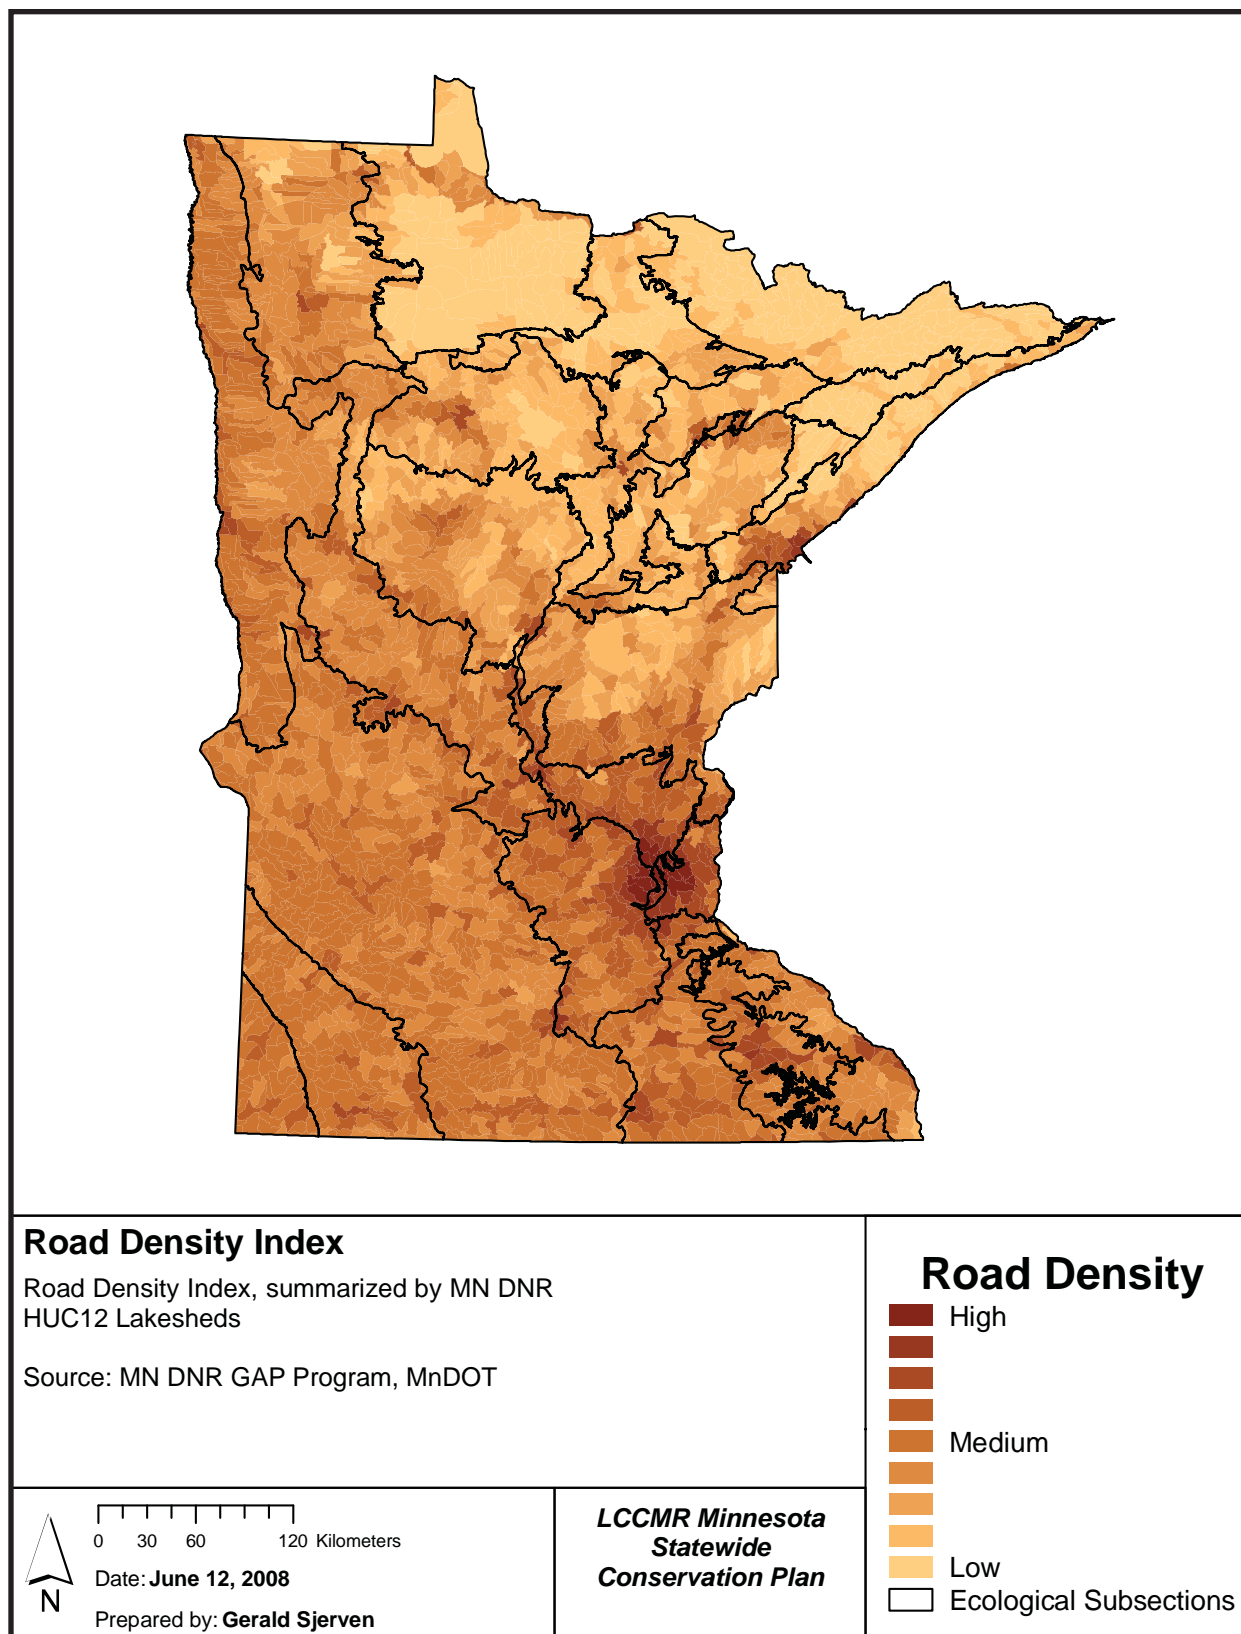 Road Density Index
Road Density Index, summarized by MN DNR
HUC12 Lakesheds
Source: MN DNR GAP Program, MnDOT
0 30 60 120 Kilometers
Date: June 12, 2008
Prepared by: Gerald Sjerven
N
LCCMR Minnesota
Statewide
Conservation Plan
Road Density
High
Medium
Low
Ecological Subsections